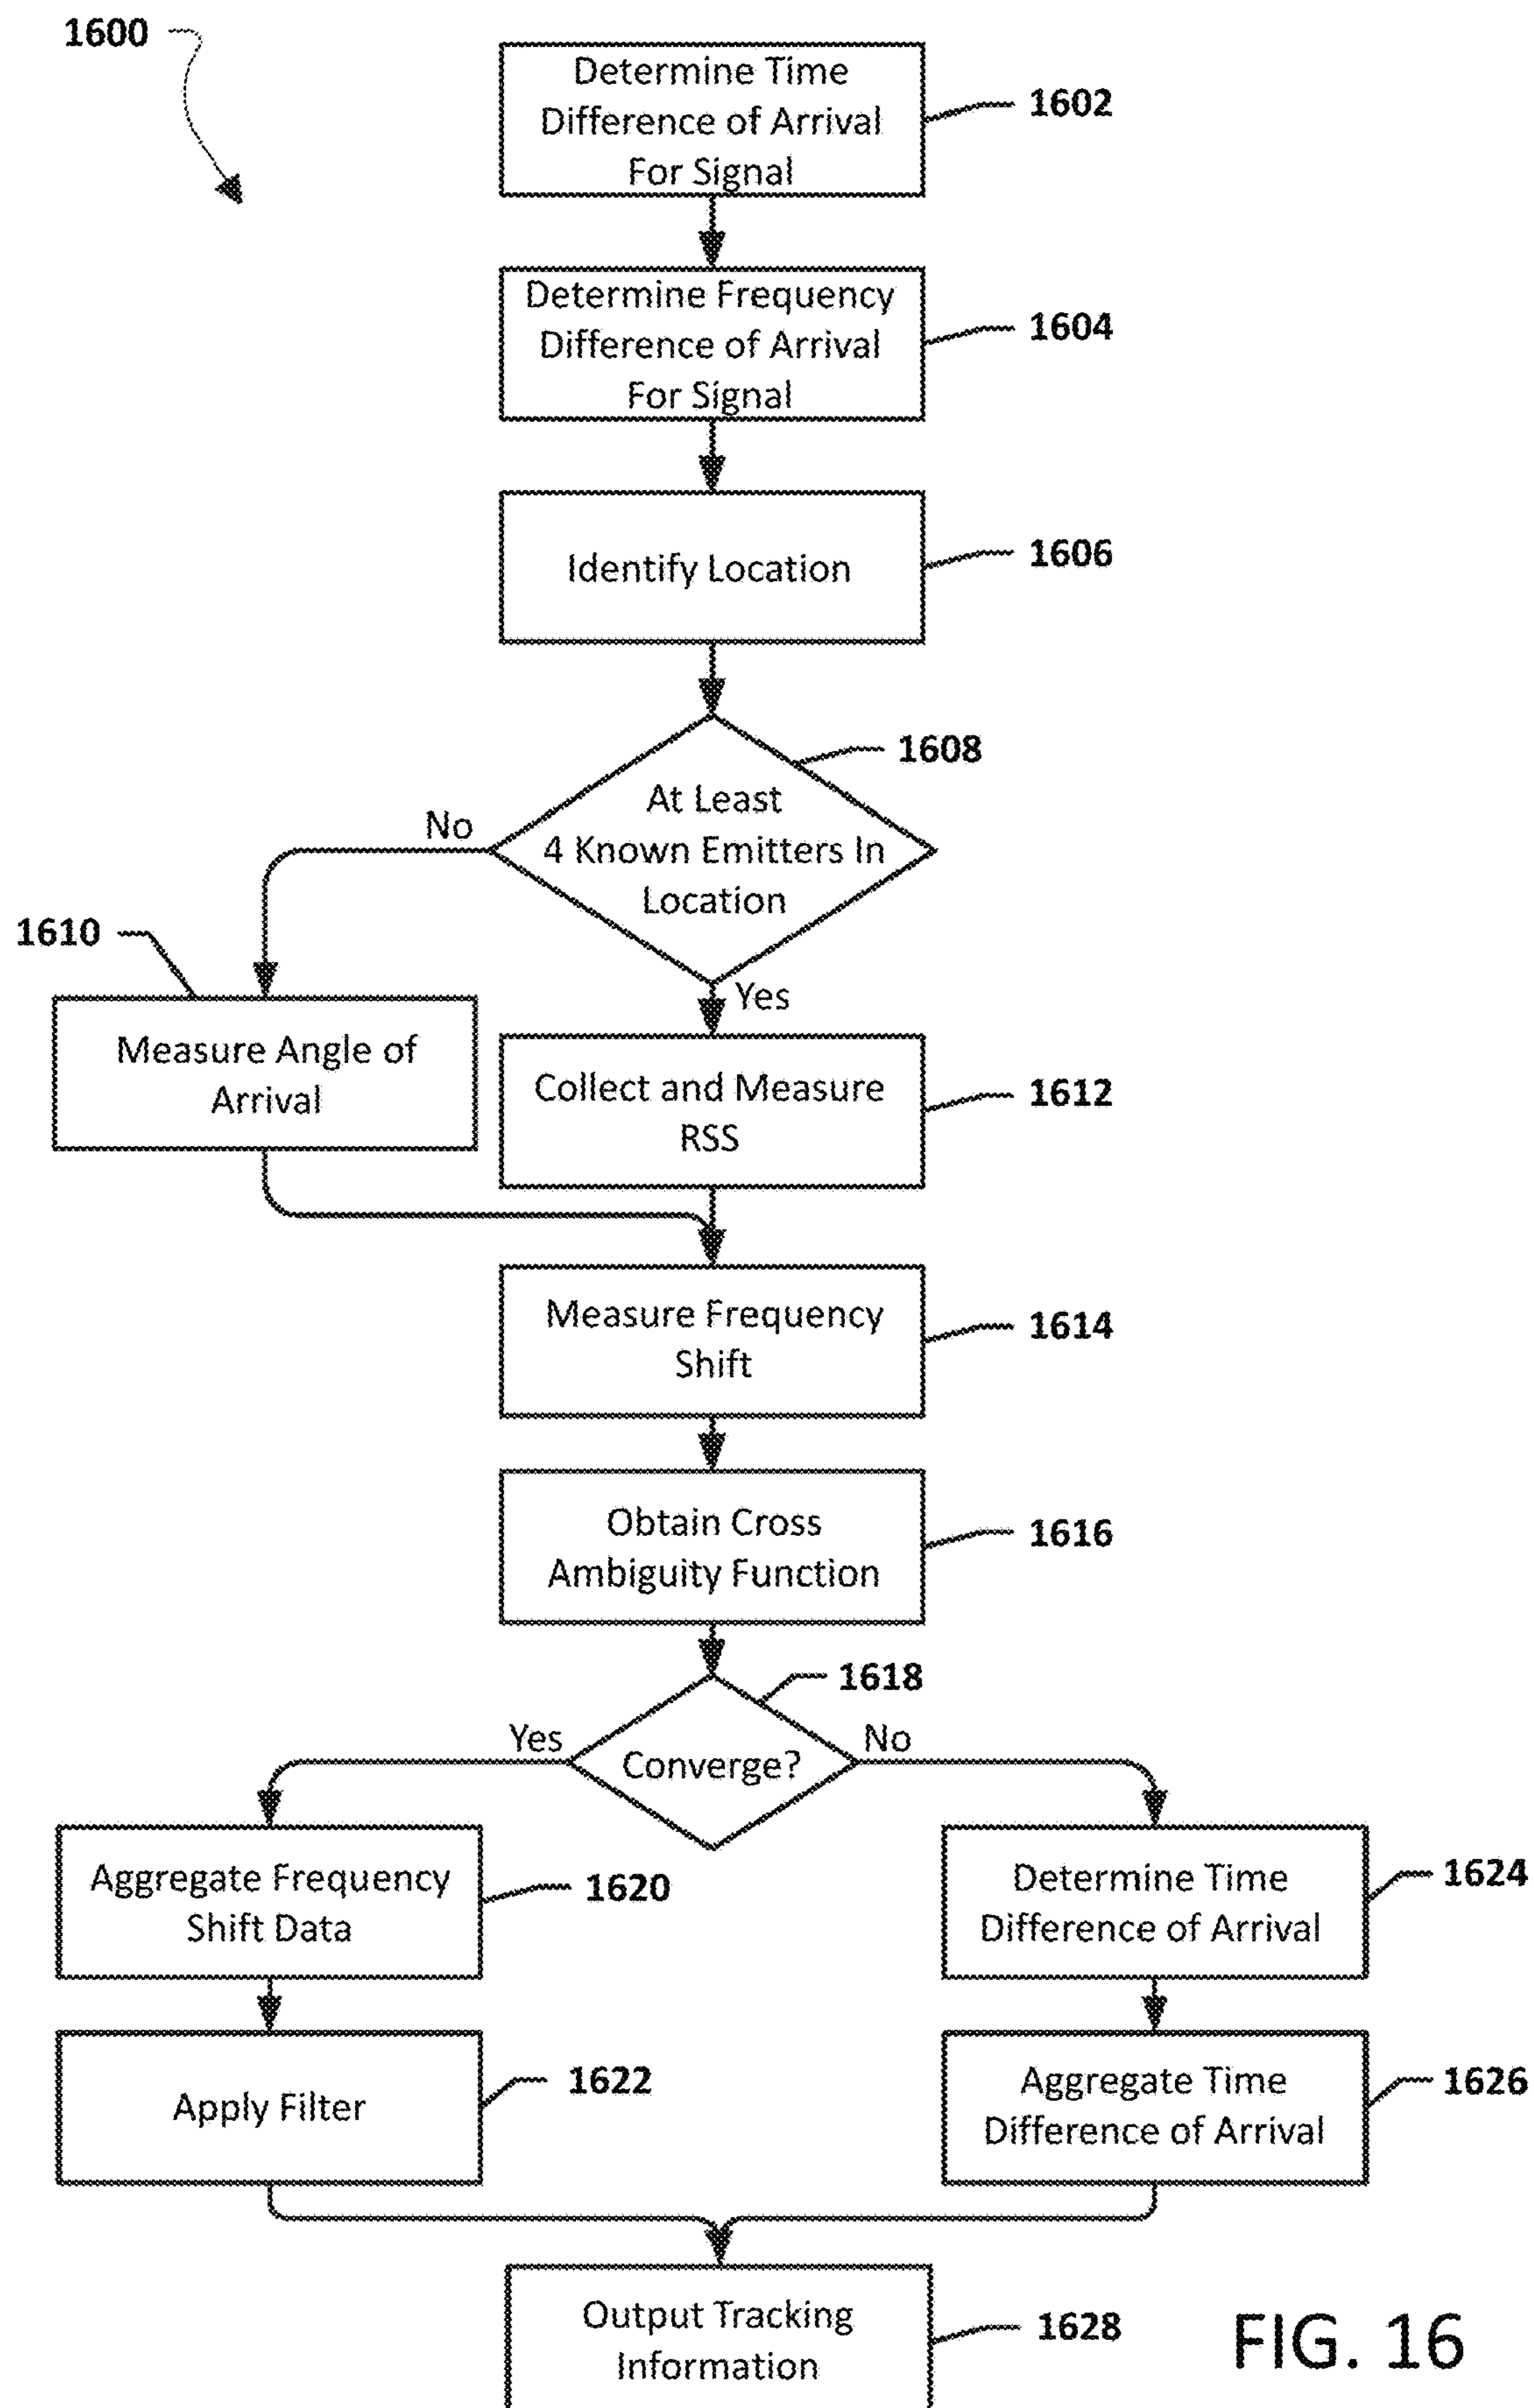 1600
Determine Time
Difference of Arrival
For Signal
1602
Determine Frequency
Difference of Arrival
For Signal
1604
Identify Location
1606
1608
At Least
4 Known Emitters In
Location
No
Yes
1610
Measure Angle of
Arrival
Collect and Measure
RSS
1612
Measure Frequency
Shift
1614
Obtain Cross
Ambiguity Function
1616
1618
Converge?
Yes
No
Aggregate Frequency
Shift Data
1620
Determine Time
Difference of Arrival
1624
Apply Filter
1622
Aggregate Time
Difference of Arrival
1626
Output Tracking
Information
1628
FIG. 16